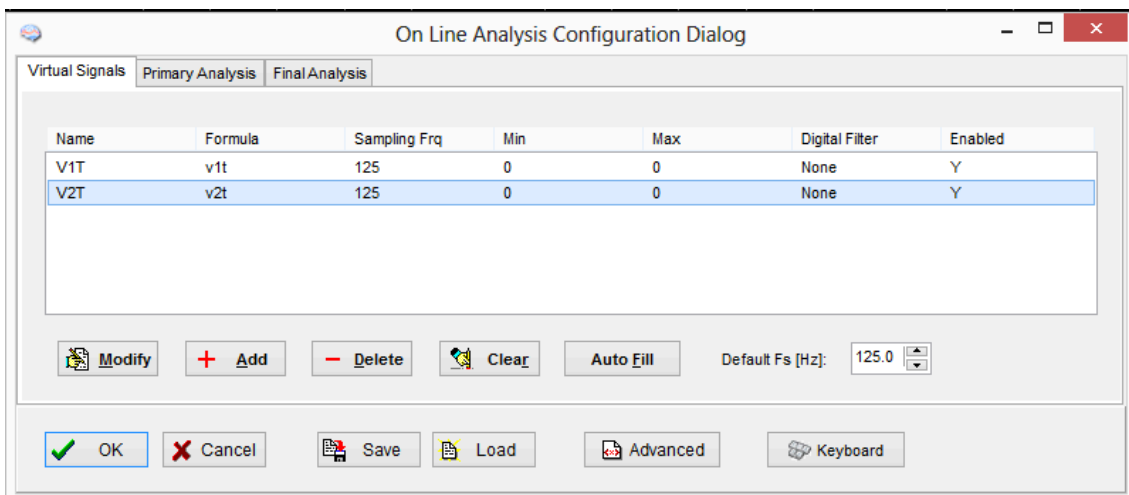 On Line Analysis Configuration Dialog
Virtual Signals Primary Analysis Final Analysis
Name Formula Sampling Frq Min Max Digital Filter Enabled
V1T v1t 125 0 0 None Y
V2T v2t 125 0 0 None Y
Modify Add Delete Clear Auto Fill Default Fs [Hz]: 125.0
OK Cancel Save Load Advanced Keyboard